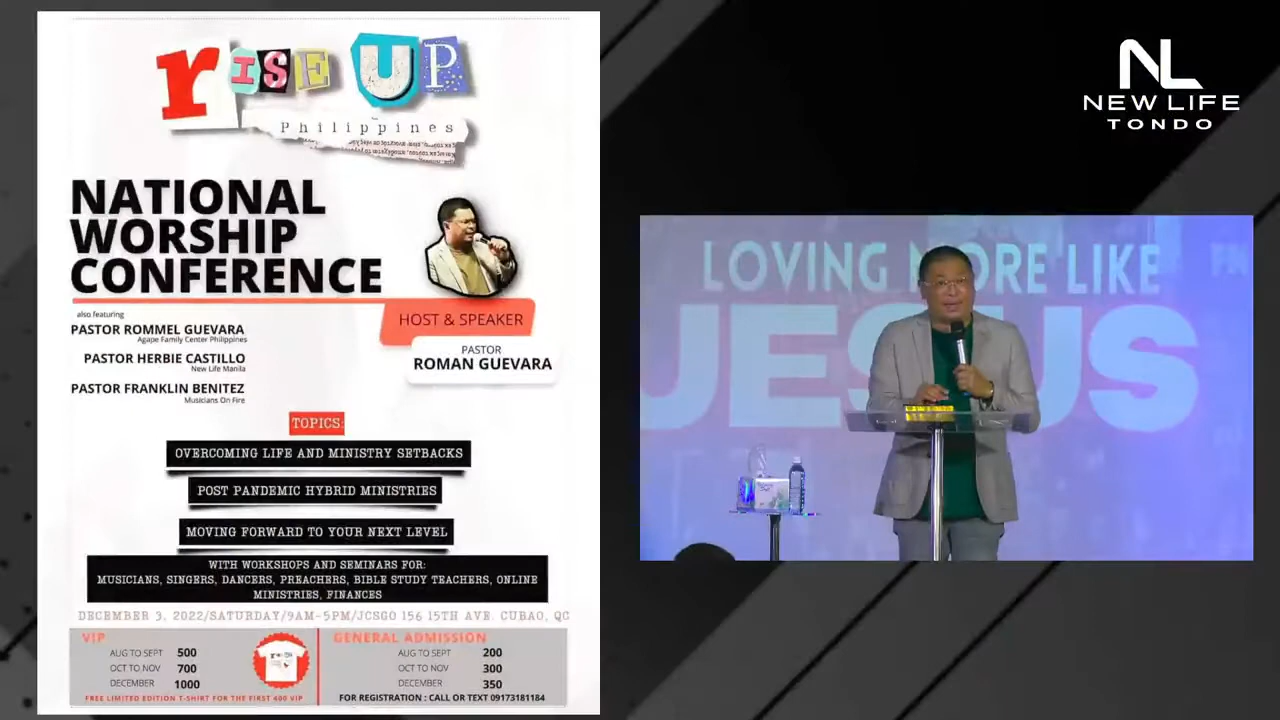 rISE UP
Philippines
NATIONAL
WORSHIP
CONFERENCE
also featuring
PASTOR ROMMEL GUEVARA
Agape Family Center Philippines
PASTOR HERBIE CASTILLO
New Life Manila
PASTOR FRANKLIN BENITEZ
Musicians On Fire
HOST & SPEAKER
PASTOR
ROMAN GUEVARA
TOPICS:
OVERCOMING LIFE AND MINISTRY SETBACKS
POST PANDEMIC HYBRID MINISTRIES
MOVING FORWARD TO YOUR NEXT LEVEL
WITH WORKSHOPS AND SEMINARS FOR:
MUSICIANS, SINGERS, DANCERS, PREACHERS, BIBLE STUDY TEACHERS, ONLINE
MINISTRIES, FINANCES
DECEMBER 3, 2022/SATURDAY/9AM-5PM/JCSGO 156 15TH AVE. CUBAO, QC
VIP
AUG TO SEPT 500
OCT TO NOV 700
DECEMBER 1000
FREE LIMITED EDITION T-SHIRT FOR THE FIRST 400 VIP
GENERAL ADMISSION
AUG TO SEPT 200
OCT TO NOV 300
DECEMBER 350
FOR REGISTRATION : CALL OR TEXT 09173181184
NL
NEW LIFE
TONDO
LOVING MORE LIKE
JESUS